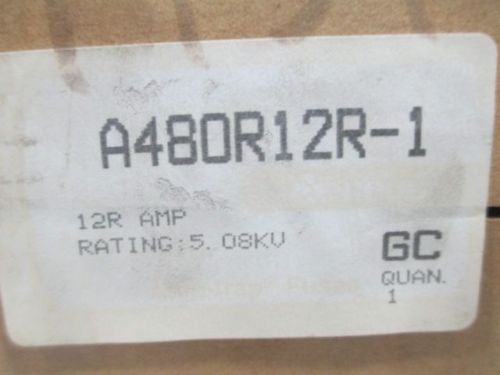 A480R12R-1
12R AMP
RATING:5.08KV
GC
QUAN.
1